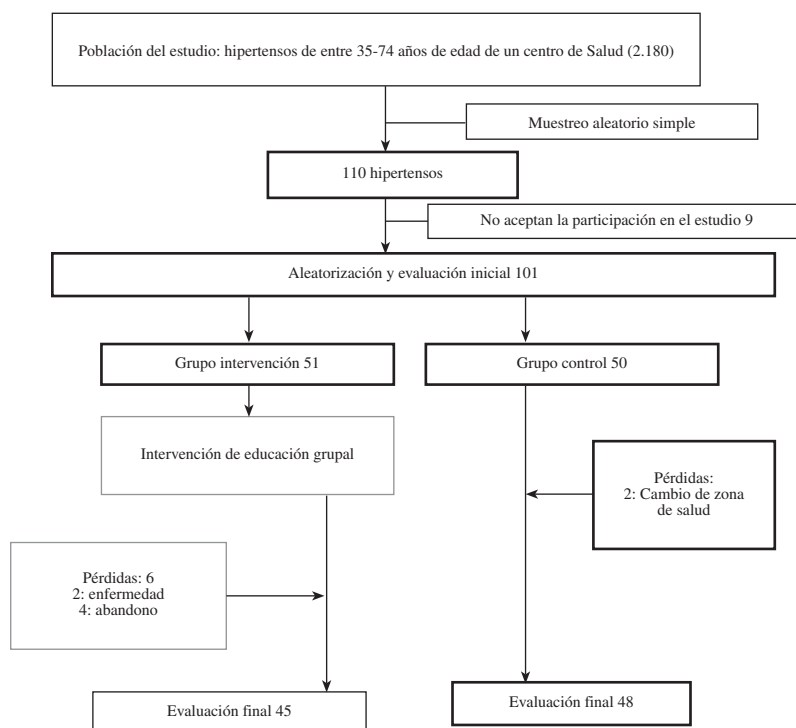 Población del estudio: hipertensos de entre 35-74 años de edad de un centro de Salud (2.180)
Muestreo aleatorio simple
110 hipertensos
No aceptan la participación en el estudio 9
Aleatorización y evaluación inicial 101
Grupo intervención 51
Grupo control 50
Intervención de educación grupal
Pérdidas:
2: Cambio de zona
de salud
Pérdidas: 6
2: enfermedad
4: abandono
Evaluación final 45
Evaluación final 48